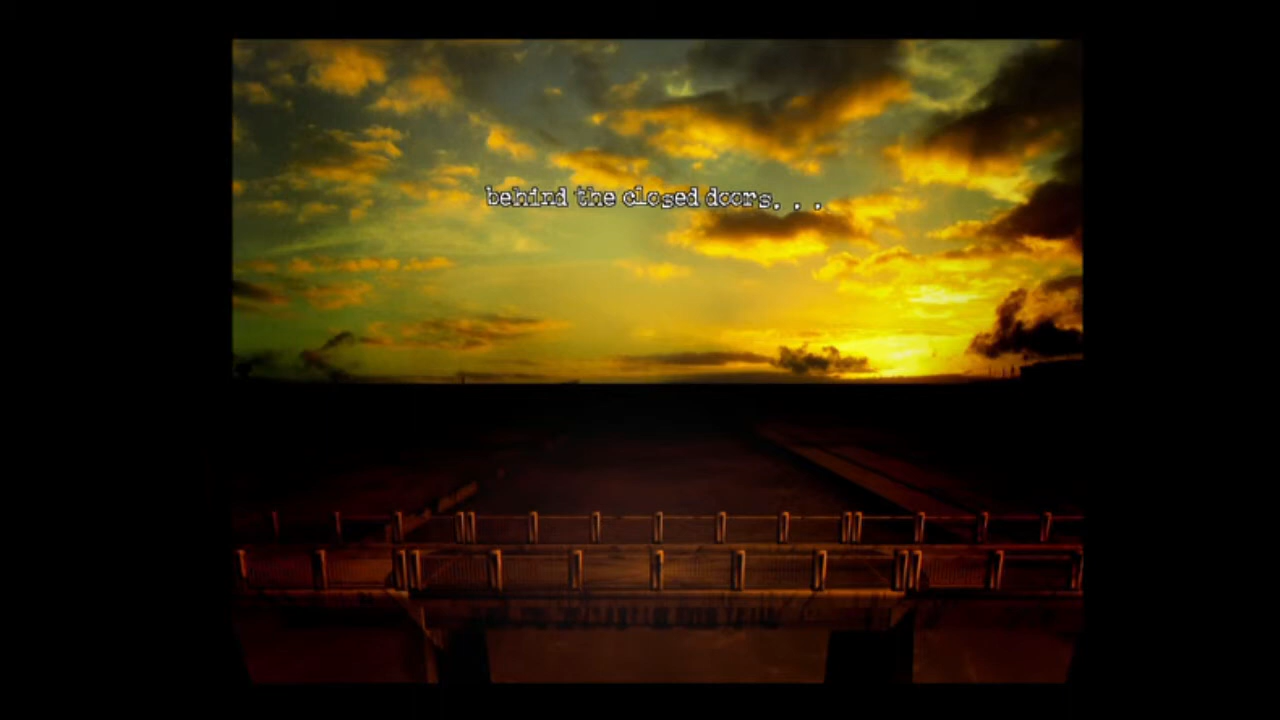 behind the closed doors. . .